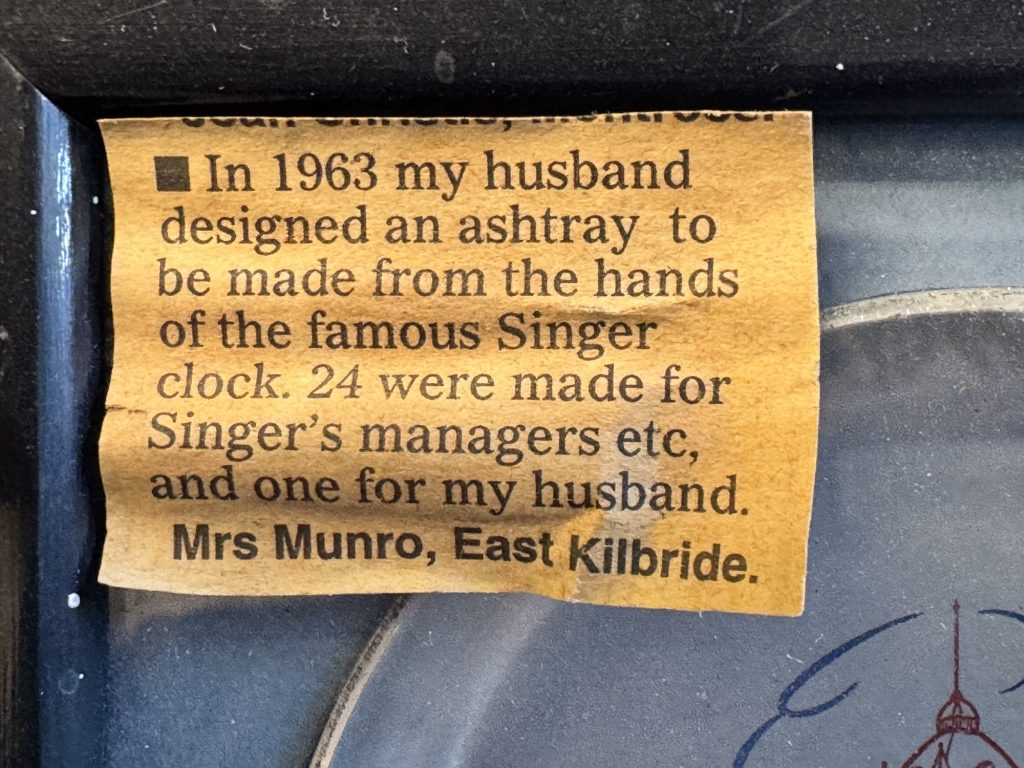 ■ In 1963 my husband
designed an ashtray to
be made from the hands
of the famous Singer
clock. 24 were made for
Singer's managers etc,
and one for my husband.
Mrs Munro, East Kilbride.